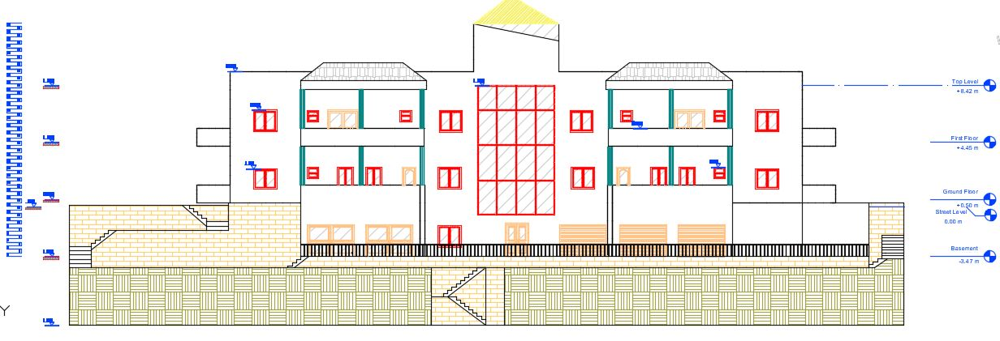 Top Level
+8.42 m
First Floor
+4.45 m
Ground Floor
+0.50 m
Street Level
0.00 m
Basement
-3.47 m
Y